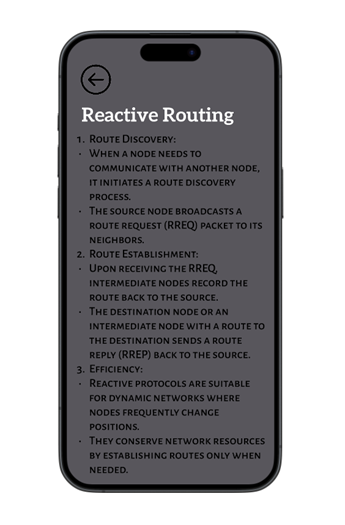 Reactive Routing
1. Route Discovery:
· When a node needs to
communicate with another node,
it initiates a route discovery
process.
· The source node broadcasts a
route request (RREQ) packet to its
neighbors.
2. Route Establishment:
· Upon receiving the RREQ,
intermediate nodes record the
route back to the source.
· The destination node or an
intermediate node with a route to
the destination sends a route
reply (RREP) back to the source.
3. Efficiency:
· Reactive protocols are suitable
for dynamic networks where
nodes frequently change
positions.
· They conserve network resources
by establishing routes only when
needed.